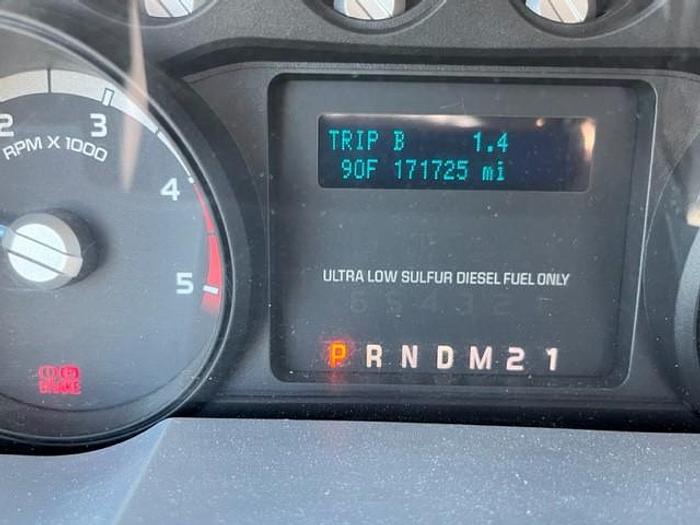 2
3
RPM X 1000
4
5
BRAKE
TRIP B 1.4
90F 171725 mi
ULTRA LOW SULFUR DIESEL FUEL ONLY
P R N D M 2 1